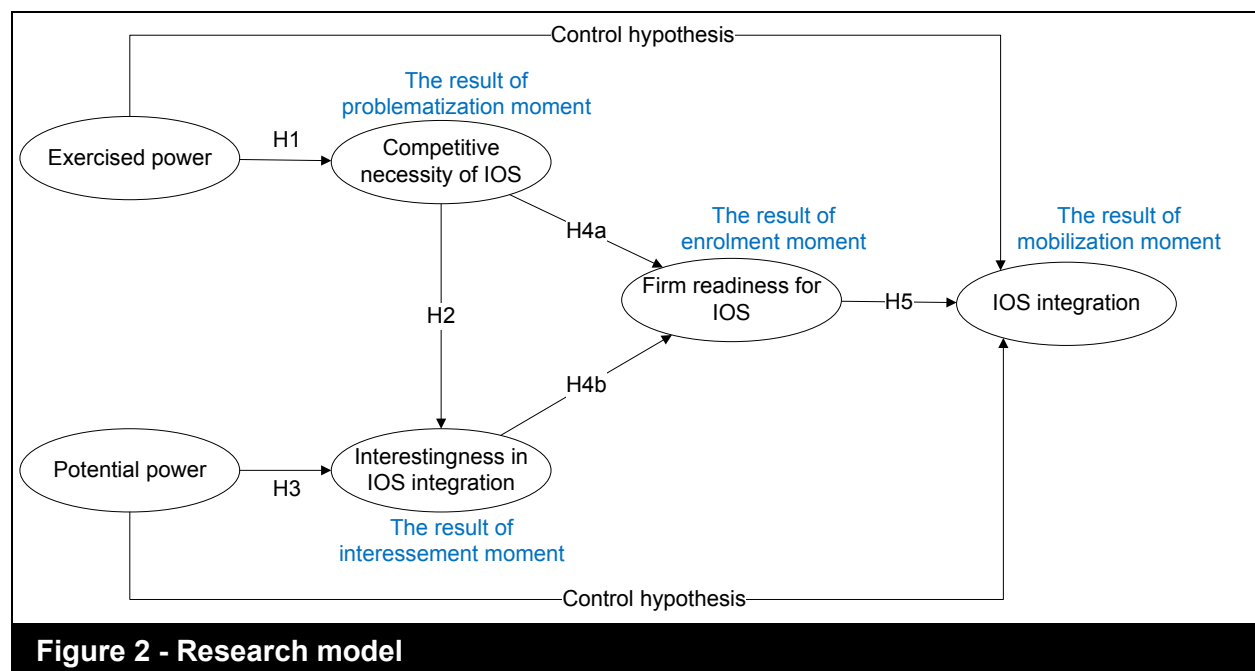 Control hypothesis
The result of
problematization moment
Exercised power
H1
Competitive
necessity of IOS
H4a
The result of
enrolment moment
The result of
mobilization moment
H2
Firm readiness for
IOS
H5
IOS integration
H4b
Potential power
H3
Interestingness in
IOS integration
The result of
interessement moment
Control hypothesis
Figure 2 - Research model